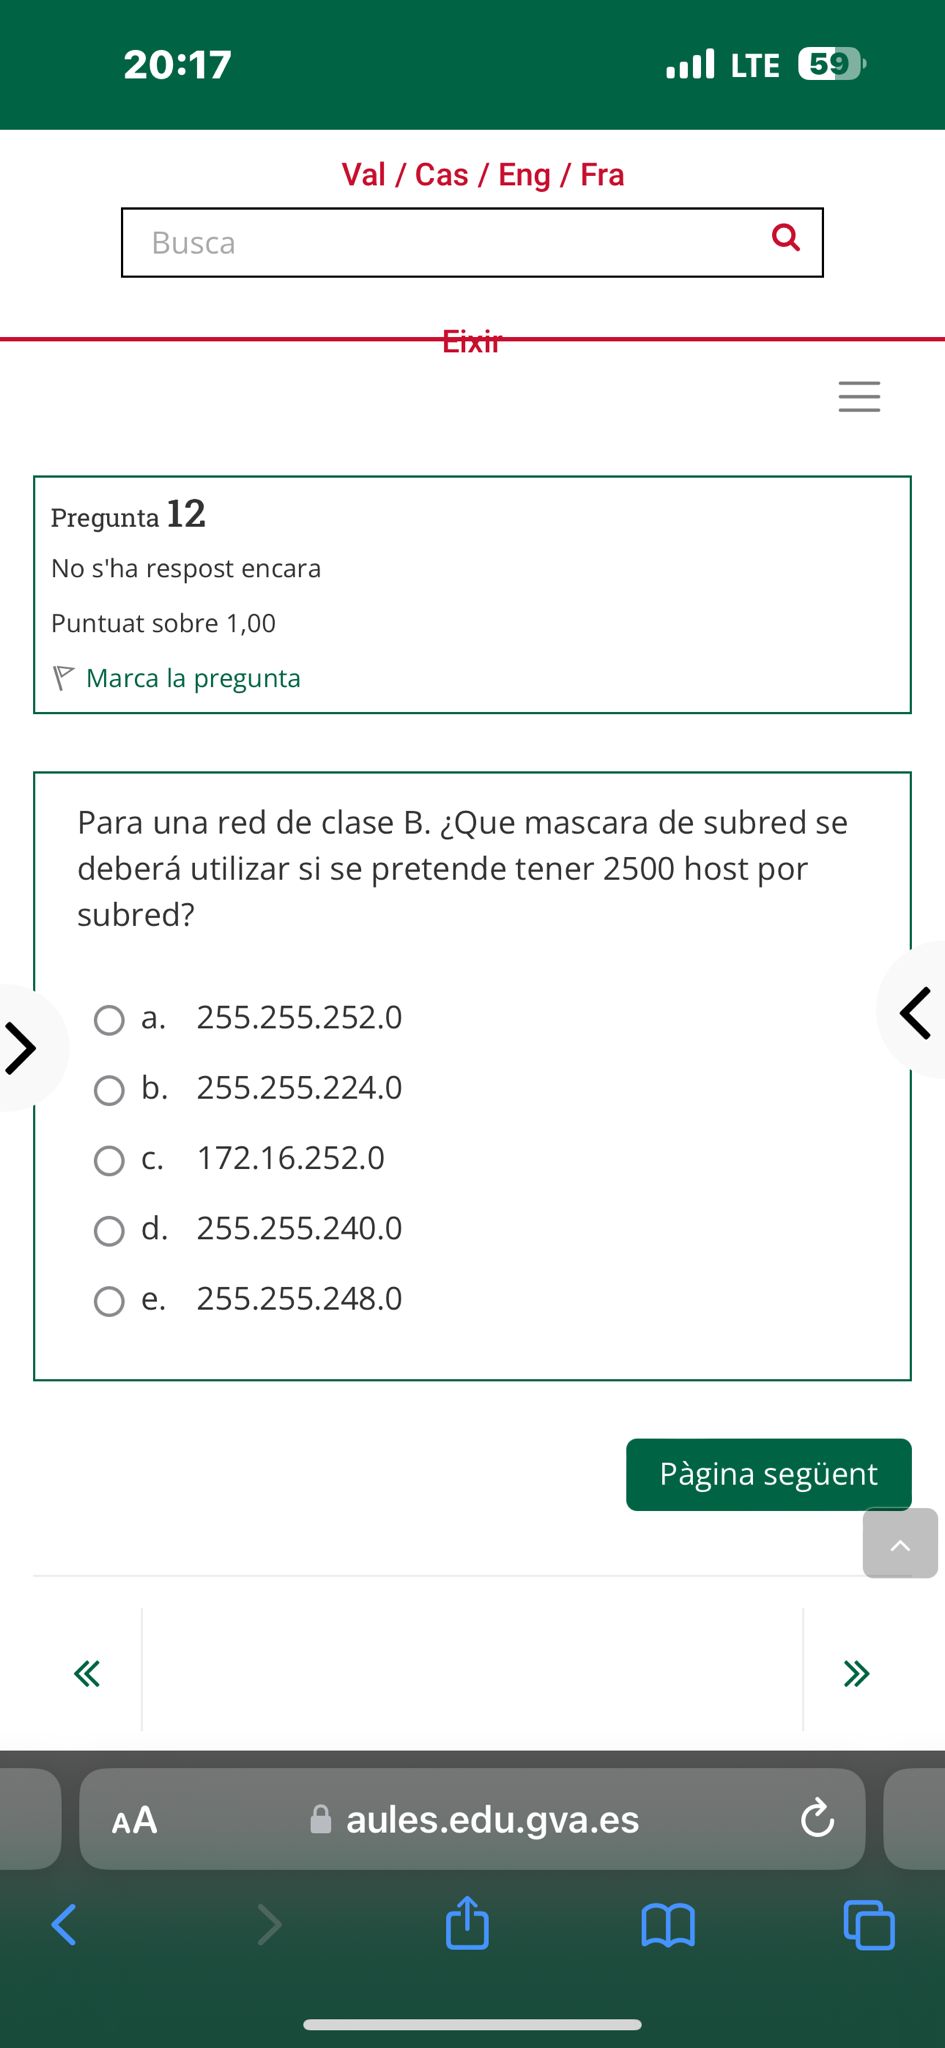 20:17
LTE 59
Val / Cas / Eng / Fra
Busca
Eixir
Pregunta 12
No s'ha respost encara
Puntuat sobre 1,00
Marca la pregunta
Para una red de clase B. ¿Que mascara de subred se
deberá utilizar si se pretende tener 2500 host por
subred?
a. 255.255.252.0
b. 255.255.224.0
c. 172.16.252.0
d. 255.255.240.0
e. 255.255.248.0
Pàgina següent
AA aules.edu.gva.es